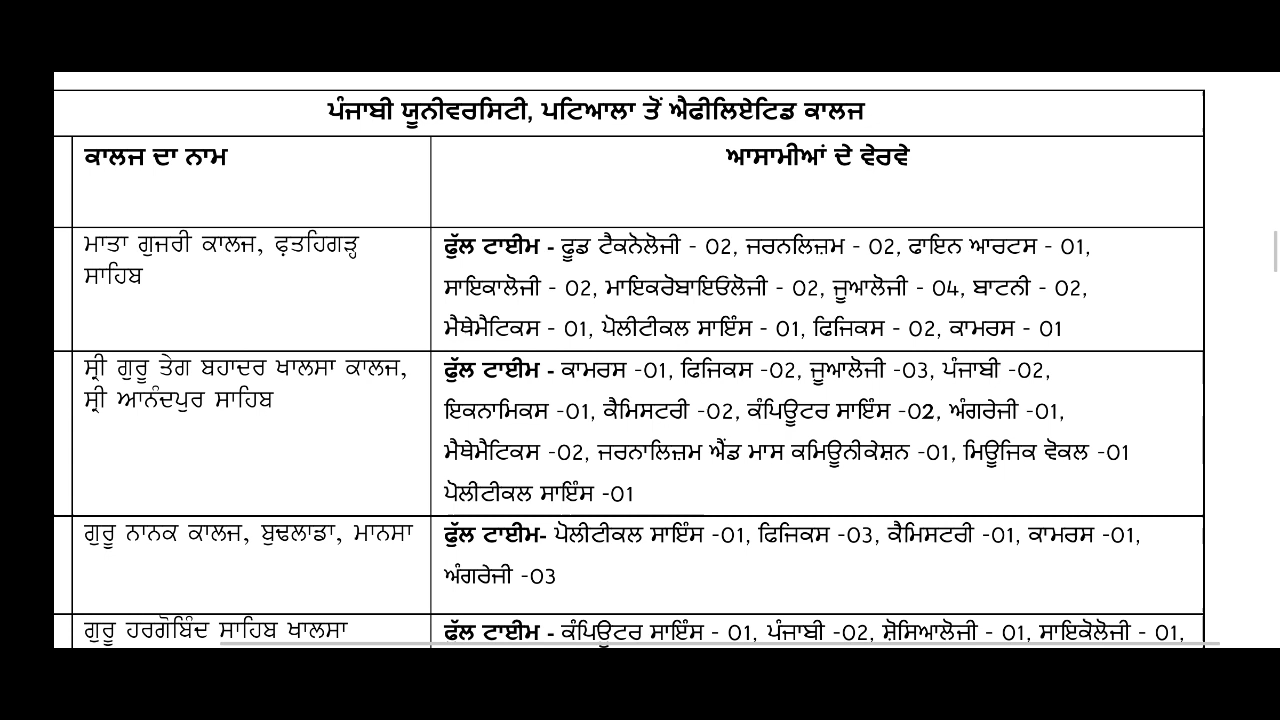 ਪੰਜਾਬੀ ਯੂਨੀਵਰਸਿਟੀ, ਪਟਿਆਲਾ ਤੋਂ ਐਫੀਲਿਏਟਿਡ ਕਾਲਜ
ਕਾਲਜ ਦਾ ਨਾਮ
ਆਸਾਮੀਆਂ ਦੇ ਵੇਰਵੇ
ਮਾਤਾ ਗੁਜਰੀ ਕਾਲਜ, ਫ਼ਤਹਿਗੜ੍ਹ
ਸਾਹਿਬ
ਫੁੱਲ ਟਾਈਮ - ਫੂਡ ਟੈਕਨੋਲੋਜੀ - 02, ਜਰਨਲਿਜ਼ਮ - 02, ਫਾਇਨ ਆਰਟਸ - 01,
ਸਾਇਕਾਲੋਜੀ - 02, ਮਾਇਕਰੋਬਾਇਓਲੋਜੀ - 02, ਜੂਆਲੋਜੀ - 04, ਬਾਟਨੀ - 02,
ਮੈਥੇਮੈਟਿਕਸ - 01, ਪੋਲੀਟੀਕਲ ਸਾਇੰਸ - 01, ਫਿਜਿਕਸ - 02, ਕਾਮਰਸ - 01
ਸ੍ਰੀ ਗੁਰੂ ਤੇਗ ਬਹਾਦਰ ਖਾਲਸਾ ਕਾਲਜ,
ਸ੍ਰੀ ਆਨੰਦਪੁਰ ਸਾਹਿਬ
ਫੁੱਲ ਟਾਈਮ - ਕਾਮਰਸ -01, ਫਿਜਿਕਸ -02, ਜੂਆਲੋਜੀ -03, ਪੰਜਾਬੀ -02,
ਇਕਨਾਮਿਕਸ -01, ਕੈਮਿਸਟਰੀ -02, ਕੰਪਿਊਟਰ ਸਾਇੰਸ -02, ਅੰਗਰੇਜੀ -01,
ਮੈਥੇਮੈਟਿਕਸ -02, ਜਰਨਾਲਿਜ਼ਮ ਐਂਡ ਮਾਸ ਕਮਿਊਨੀਕੇਸ਼ਨ -01, ਮਿਊਜਿਕ ਵੋਕਲ -01
ਪੋਲੀਟੀਕਲ ਸਾਇੰਸ -01
ਗੁਰੂ ਨਾਨਕ ਕਾਲਜ, ਬੁਢਲਾਡਾ, ਮਾਨਸਾ
ਫੁੱਲ ਟਾਈਮ- ਪੋਲੀਟੀਕਲ ਸਾਇੰਸ -01, ਫਿਜਿਕਸ -03, ਕੈਮਿਸਟਰੀ -01, ਕਾਮਰਸ -01,
ਅੰਗਰੇਜੀ -03
ਗੁਰੂ ਹਰਗੋਬਿੰਦ ਸਾਹਿਬ ਖਾਲਸਾ
ਫੁੱਲ ਟਾਈਮ - ਕੰਪਿਊਟਰ ਸਾਇੰਸ - 01, ਪੰਜਾਬੀ -02, ਸ਼ੋਸਿਆਲੋਜੀ - 01, ਸਾਇਕੋਲੋਜੀ - 01,